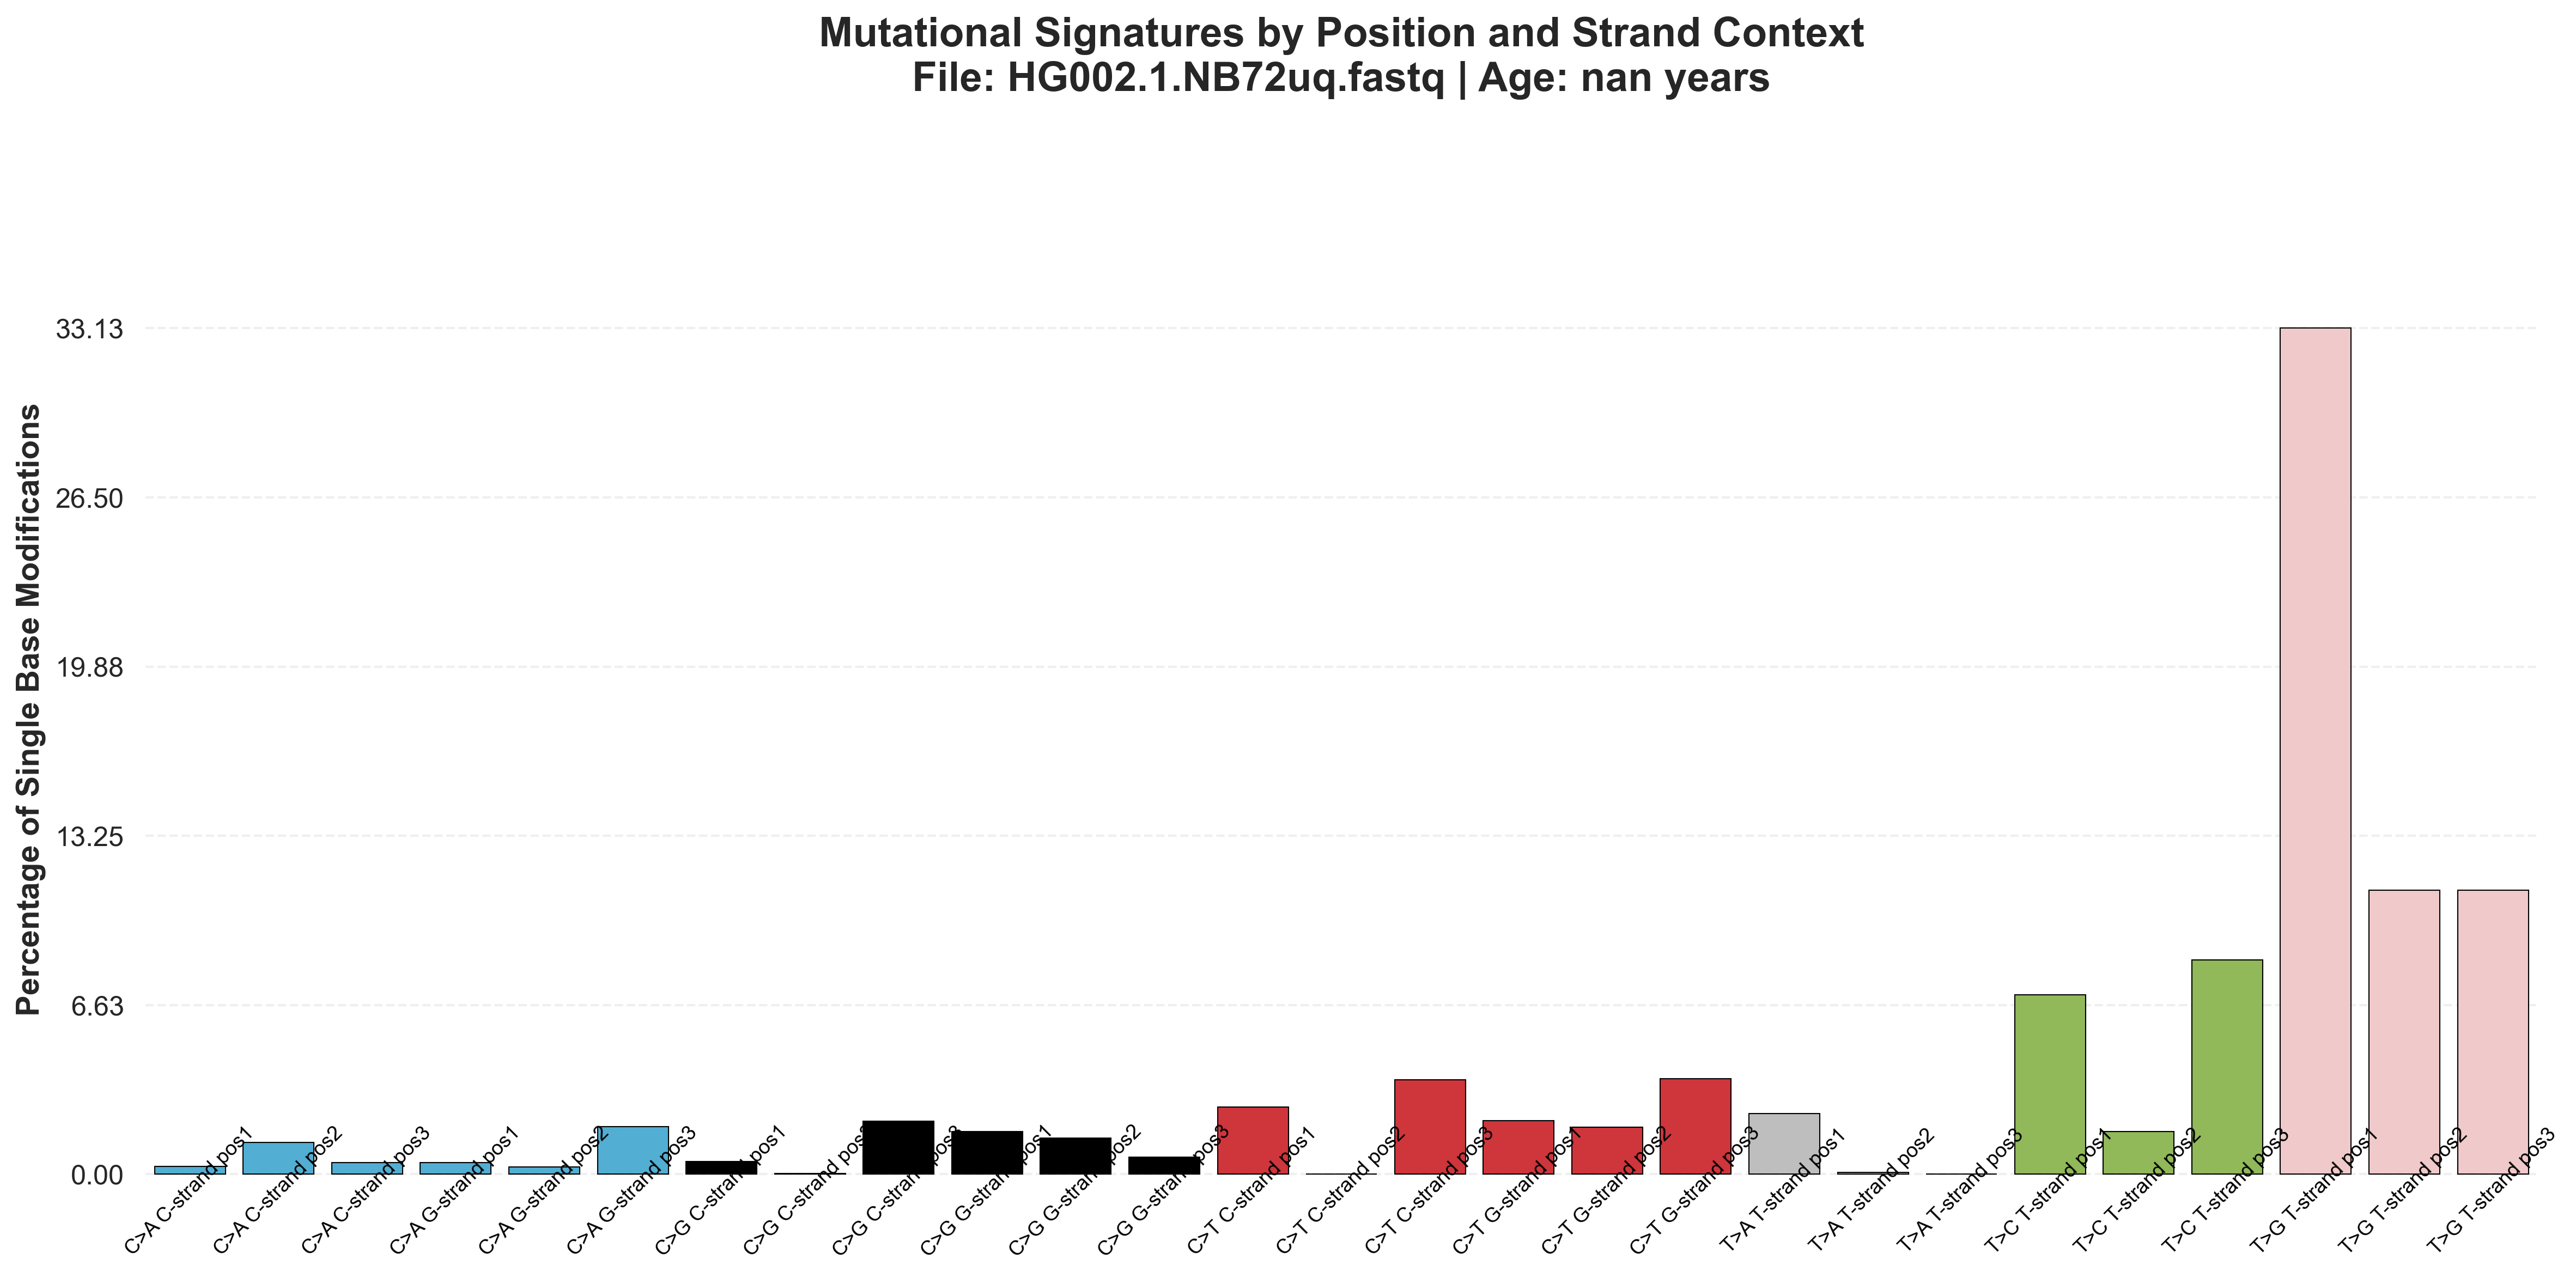 Mutational Signatures by Position and Strand Context
File: HG002.1.NB72uq.fastq | Age: nan years
Percentage of Single Base Modifications
33.13
26.50
19.88
13.25
6.63
0.00
C>A C-strand pos1
C>A C-strand pos2
C>A C-strand pos3
C>A G-strand pos1
C>A G-strand pos2
C>A G-strand pos3
C>G C-strand pos1
C>G C-strand pos2
C>G C-strand pos3
C>G G-strand pos1
C>G G-strand pos2
C>G G-strand pos3
C>T C-strand pos1
C>T C-strand pos2
C>T C-strand pos3
C>T G-strand pos1
C>T G-strand pos2
C>T G-strand pos3
T>A T-strand pos1
T>A T-strand pos2
T>A T-strand pos3
T>C T-strand pos1
T>C T-strand pos2
T>C T-strand pos3
T>G T-strand pos1
T>G T-strand pos2
T>G T-strand pos3